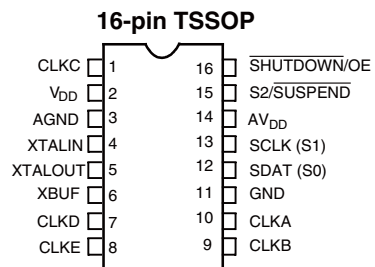 16-pin TSSOP
CLKC 1 16 SHUTDOWN/OE
VDD 2 15 S2/SUSPEND
AGND 3 14 AVDD
XTALIN 4 13 SCLK (S1)
XTALOUT 5 12 SDAT (S0)
XBUF 6 11 GND
CLKD 7 10 CLKA
CLKE 8 9 CLKB